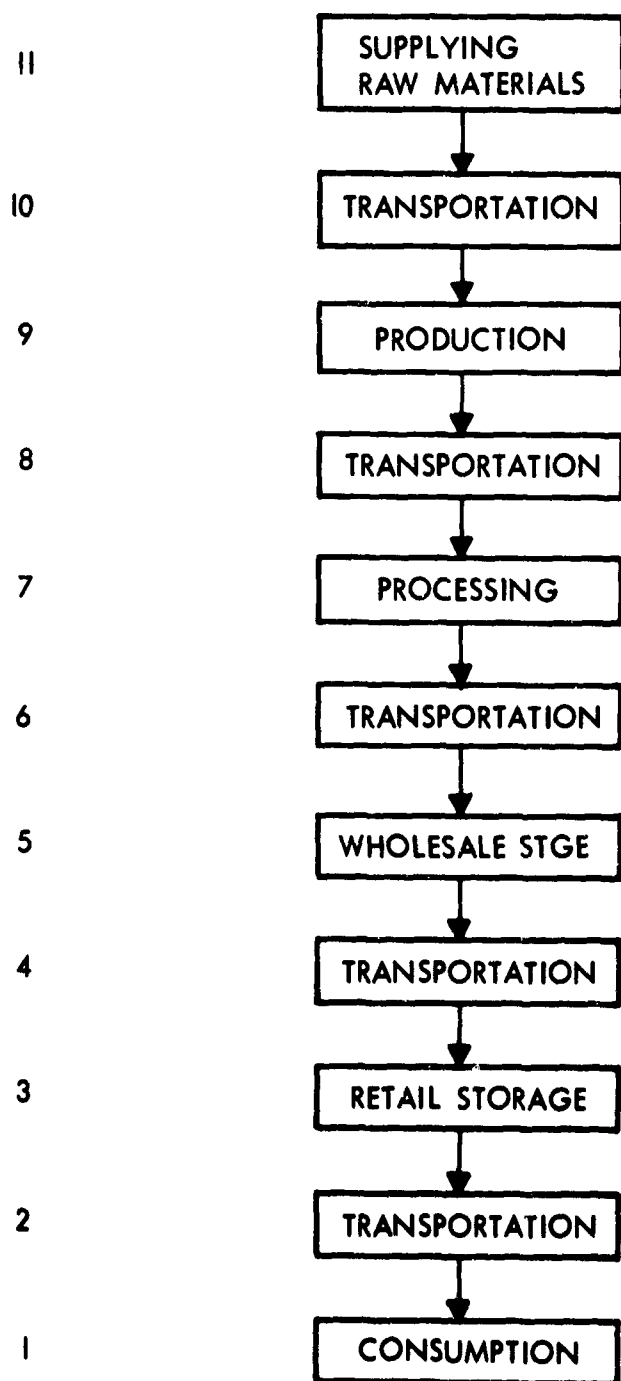 11
SUPPLYING
RAW MATERIALS
10
TRANSPORTATION
9
PRODUCTION
8
TRANSPORTATION
7
PROCESSING
6
TRANSPORTATION
5
WHOLESALE STGE
4
TRANSPORTATION
3
RETAIL STORAGE
2
TRANSPORTATION
1
CONSUMPTION